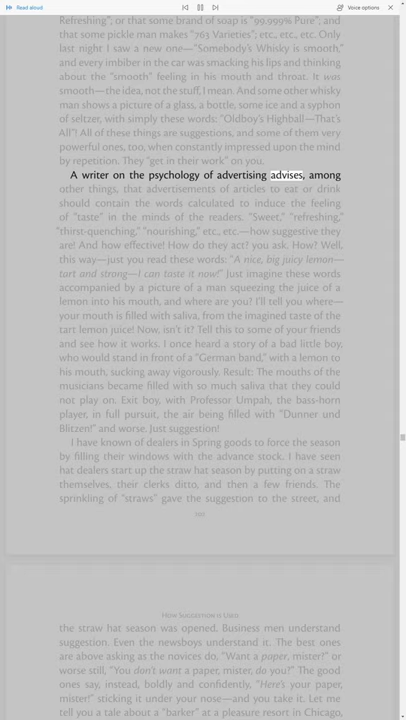 Read aloud
Voice options
Refreshing", or that some brand of soap is "99.999% Pure"; and
that some pickle man makes "763 Varieties"; etc., etc., etc. Only
last night I saw a new one—"Somebody's Whisky is smooth,"
and every imbiber in the car was smacking his lips and thinking
about the "smooth" feeling in his mouth and throat. It was
smooth—the idea, not the stuff, I mean. And some other whisky
man shows a picture of a glass, a bottle, some ice and a syphon
of seltzer, with simply these words: "Oldboy's Highball—That's
All"! All of these things are suggestions, and some of them very
powerful ones, too, when constantly impressed upon the mind
by repetition. They "get in their work" on you.
A writer on the psychology of advertising advises, among
other things, that advertisements of articles to eat or drink
should contain the words calculated to induce the feeling
of "taste" in the minds of the readers. "Sweet," "refreshing,"
"thirst-quenching," "nourishing," etc., etc.—how suggestive they
are! And how effective! How do they act? you ask. How? Well,
this way—just you read these words: "A nice, big juicy lemon—
tart and strong—I can taste it now!" Just imagine these words
accompanied by a picture of a man squeezing the juice of a
lemon into his mouth, and where are you? I'll tell you where—
your mouth is filled with saliva, from the imagined taste of the
tart lemon juice! Now, isn't it? Tell this to some of your friends
and see how it works. I once heard a story of a bad little boy,
who would stand in front of a "German band," with a lemon to
his mouth, sucking away vigorously. Result: The mouths of the
musicians became filled with so much saliva that they could
not play on. Exit boy, with Professor Umpah, the bass-horn
player, in full pursuit, the air being filled with "Dunner und
Blitzen!" and worse. Just suggestion!
I have known of dealers in Spring goods to force the season
by filling their windows with the advance stock. I have seen
hat dealers start up the straw hat season by putting on a straw
themselves, their clerks ditto, and then a few friends. The
sprinkling of "straws" gave the suggestion to the street, and
How Suggestion is Used
the straw hat season was opened. Business men understand
suggestion. Even the newsboys understand it. The best ones
are above asking as the novices do, "Want a paper, mister!" or
worse still, "You don't want a paper, mister, do you?!" The good
ones say, instead, boldly and confidently, "Here's your paper,
mister!" sticking it under your nose—and you take it. Let me
tell you a tale about a "barker" at a pleasure resort in Chicago,